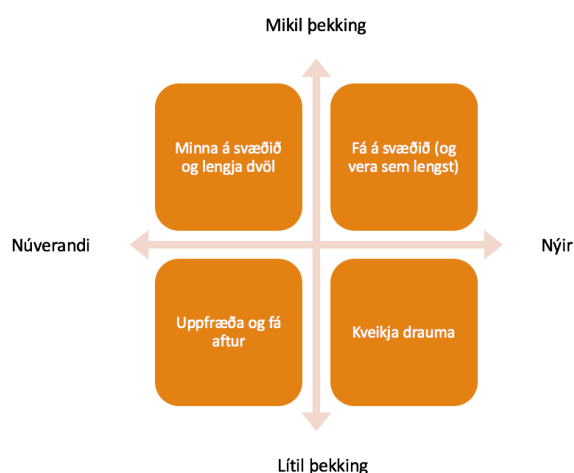 Mikil þekking
Minna á svæðið
og lengja dvöl
Fá á svæðið (og
vera sem lengst)
Núverandi
Nýir
Uppfræða og fá
aftur
Kveikja drauma
Lítil þekking